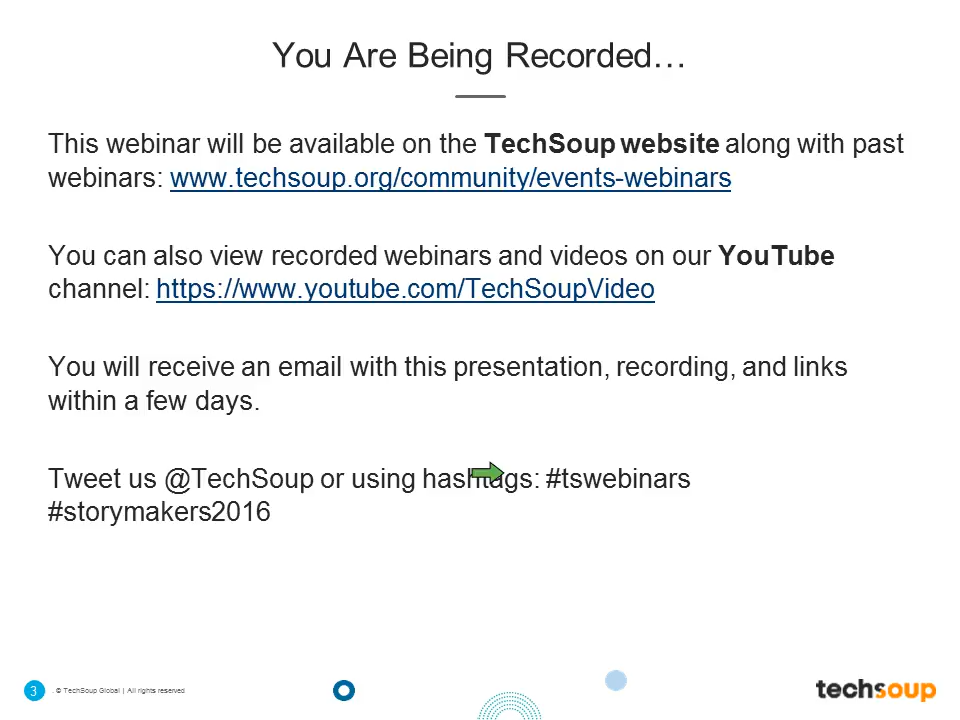 You Are Being Recorded…
This webinar will be available on the TechSoup website along with past
webinars: www.techsoup.org/community/events-webinars
You can also view recorded webinars and videos on our YouTube
channel: https://www.youtube.com/TechSoupVideo
You will receive an email with this presentation, recording, and links
within a few days.
Tweet us @TechSoup or using hashtags: #tswebinars
#storymakers2016
3 . © TechSoup Global | All rights reserved
techsoup